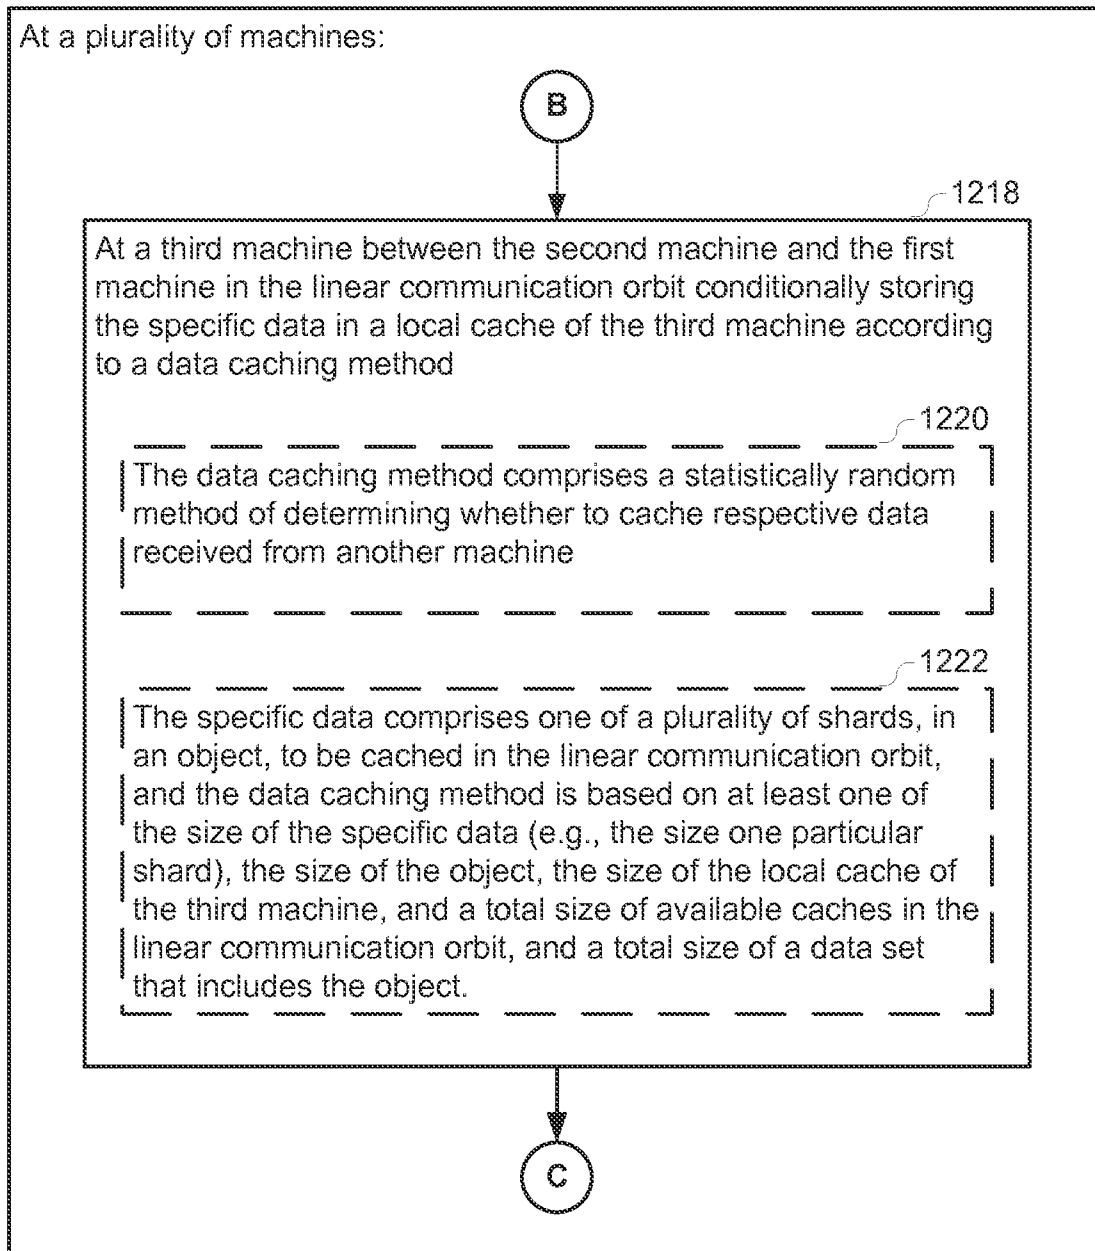 At a plurality of machines:
B
1218
At a third machine between the second machine and the first
machine in the linear communication orbit conditionally storing
the specific data in a local cache of the third machine according
to a data caching method
1220
The data caching method comprises a statistically random
method of determining whether to cache respective data
received from another machine
1222
The specific data comprises one of a plurality of shards, in
an object, to be cached in the linear communication orbit,
and the data caching method is based on at least one of
the size of the specific data (e.g., the size one particular
shard), the size of the object, the size of the local cache of
the third machine, and a total size of available caches in the
linear communication orbit, and a total size of a data set
that includes the object.
C